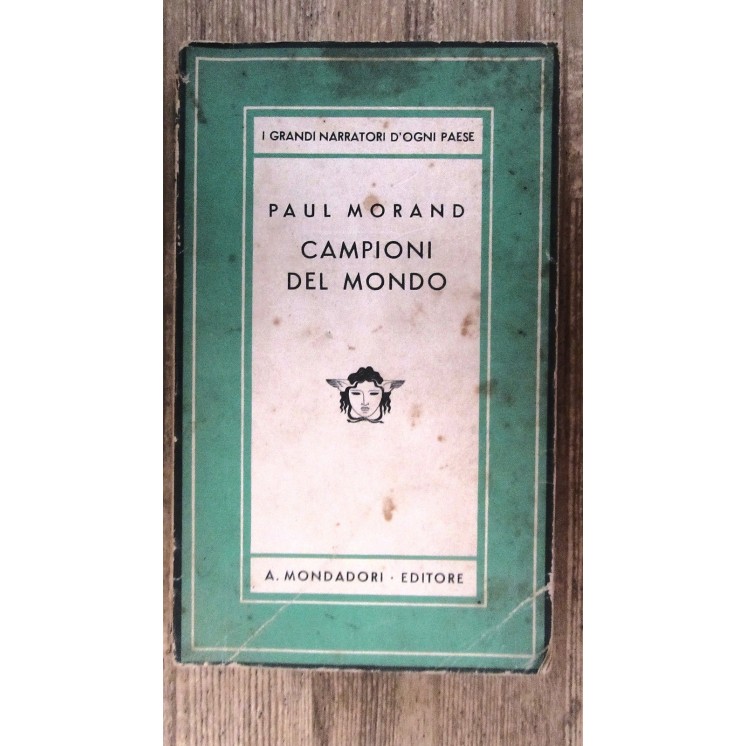 I GRANDI NARRATORI D'OGNI PAESE
PAUL MORAND
CAMPIONI
DEL MONDO
A. MONDADORI · EDITORE